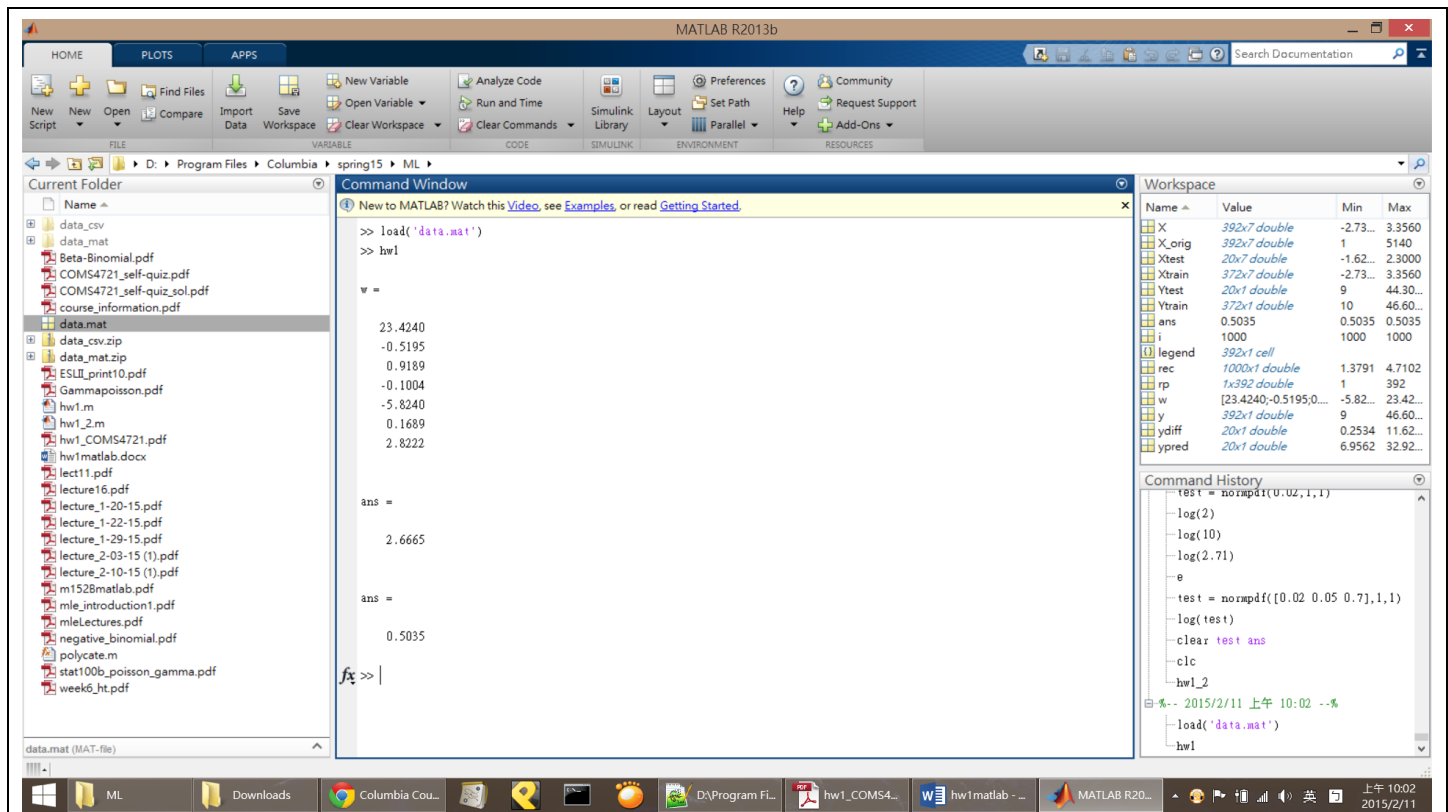 MATLAB R2013b
HOME PLOTS APPS
Search Documentation
New Script
New
Open
Find Files
Compare
Import Data
Save Workspace
New Variable
Open Variable
Clear Workspace
Analyze Code
Run and Time
Clear Commands
Simulink Library
Layout
Preferences
Set Path
Parallel
Help
Community
Request Support
Add-Ons
FILE VARIABLE CODE SIMULINK ENVIRONMENT RESOURCES
D: Program Files Columbia spring15 ML
Current Folder
Name
data_csv
data_mat
Beta-Binomial.pdf
COMS4721_self-quiz.pdf
COMS4721_self-quiz_sol.pdf
course_information.pdf
data.mat
data_csv.zip
data_mat.zip
ESLII_print10.pdf
Gammapoisson.pdf
hw1.m
hw1_2.m
hw1_COMS4721.pdf
hw1matlab.docx
lect11.pdf
lecture16.pdf
lecture_1-20-15.pdf
lecture_1-22-15.pdf
lecture_1-29-15.pdf
lecture_2-03-15 (1).pdf
lecture_2-10-15 (1).pdf
m152Bmatlab.pdf
mle_introduction1.pdf
mleLectures.pdf
negative_binomial.pdf
polycate.m
stat100b_poisson_gamma.pdf
week6_ht.pdf
data.mat (MAT-file)
Command Window
New to MATLAB? Watch this Video, see Examples, or read Getting Started.
>> load('data.mat')
>> hw1
w =
23.4240
-0.5195
0.9189
-0.1004
-5.8240
0.1689
2.8222
ans =
2.6665
ans =
0.5035
fx >>
Workspace
Name Value Min Max
X 392x7 double -2.73... 3.3560
X_orig 392x7 double 1 5140
Xtest 20x7 double -1.62... 2.3000
Xtrain 372x7 double -2.73... 3.3560
Ytest 20x1 double 9 44.30...
Ytrain 372x1 double 10 46.60...
ans 0.5035 0.5035 0.5035
i 1000 1000 1000
legend 392x1 cell
rec 1000x1 double 1.3791 4.7102
rp 1x392 double 1 392
w [23.4240;-0.5195;0.... -5.82... 23.42...
y 392x1 double 9 46.60...
ydiff 20x1 double 0.2534 11.62...
ypred 20x1 double 6.9562 32.92...
Command History
test = normpdf(0.02,1,1)
log(2)
log(10)
log(2.71)
e
test = normpdf([0.02 0.05 0.7],1,1)
log(test)
clear test ans
clc
hw1_2
%-- 2015/2/11 上午 10:02 --%
load('data.mat')
hw1
ML
Downloads
Columbia Cou...
D:\Program Fi...
hw1_COMS4...
hw1matlab - ...
MATLAB R20...
英
上午 10:02
2015/2/11